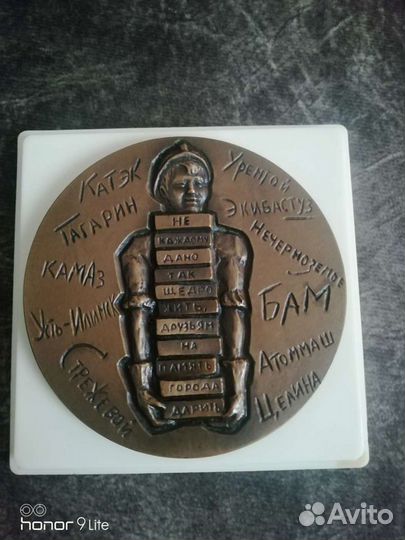 КАТЭК
ГАГАРИН
КАМАЗ
УСТЬ-ИЛИМСК
СТРЕЖЕВОЙ
НЕ
КАЖДОМУ
ДАНО
ТАК
ЩЕДРО
ЖИТЬ,
ДРУЗЬЯМ
НА
ПАМЯТЬ
ГОРОДА
ДАРИТЬ
УРЕНГОЙ
ЭКИБАСТУЗ
НЕЧЕРНОЗЕМЬЕ
БАМ
АТОММАШ
ЦЕЛИНА
honor 9 Lite
Avito